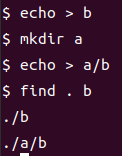 $ echo > b
$ mkdir a
$ echo > a/b
$ find . b
./b
./a/b